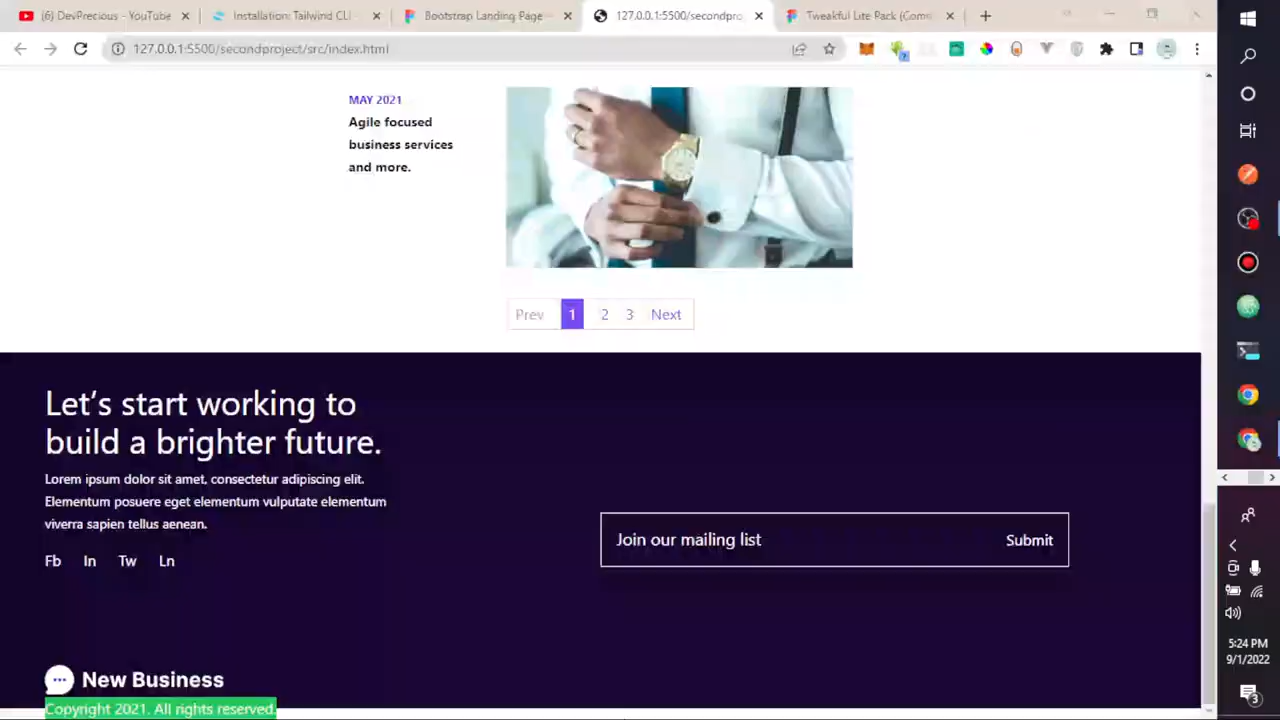 (6) DevPrecious - YouTube
Installation: Tailwind CLI -
Bootstrap Landing Page –
127.0.0.1:5500/secondpro
Tweakful Lite Pack (Com
127.0.0.1:5500/secondproject/src/index.html
MAY 2021
Agile focused
business services
and more.
Prev 1 2 3 Next
Let’s start working to
build a brighter future.
Lorem ipsum dolor sit amet, consectetur adipiscing elit.
Elementum posuere eget elementum vulputate elementum
viverra sapien tellus aenean.
Fb In Tw Ln
Join our mailing list Submit
New Business
Copyright 2021. All rights reserved.
5:24 PM
9/1/2022
3